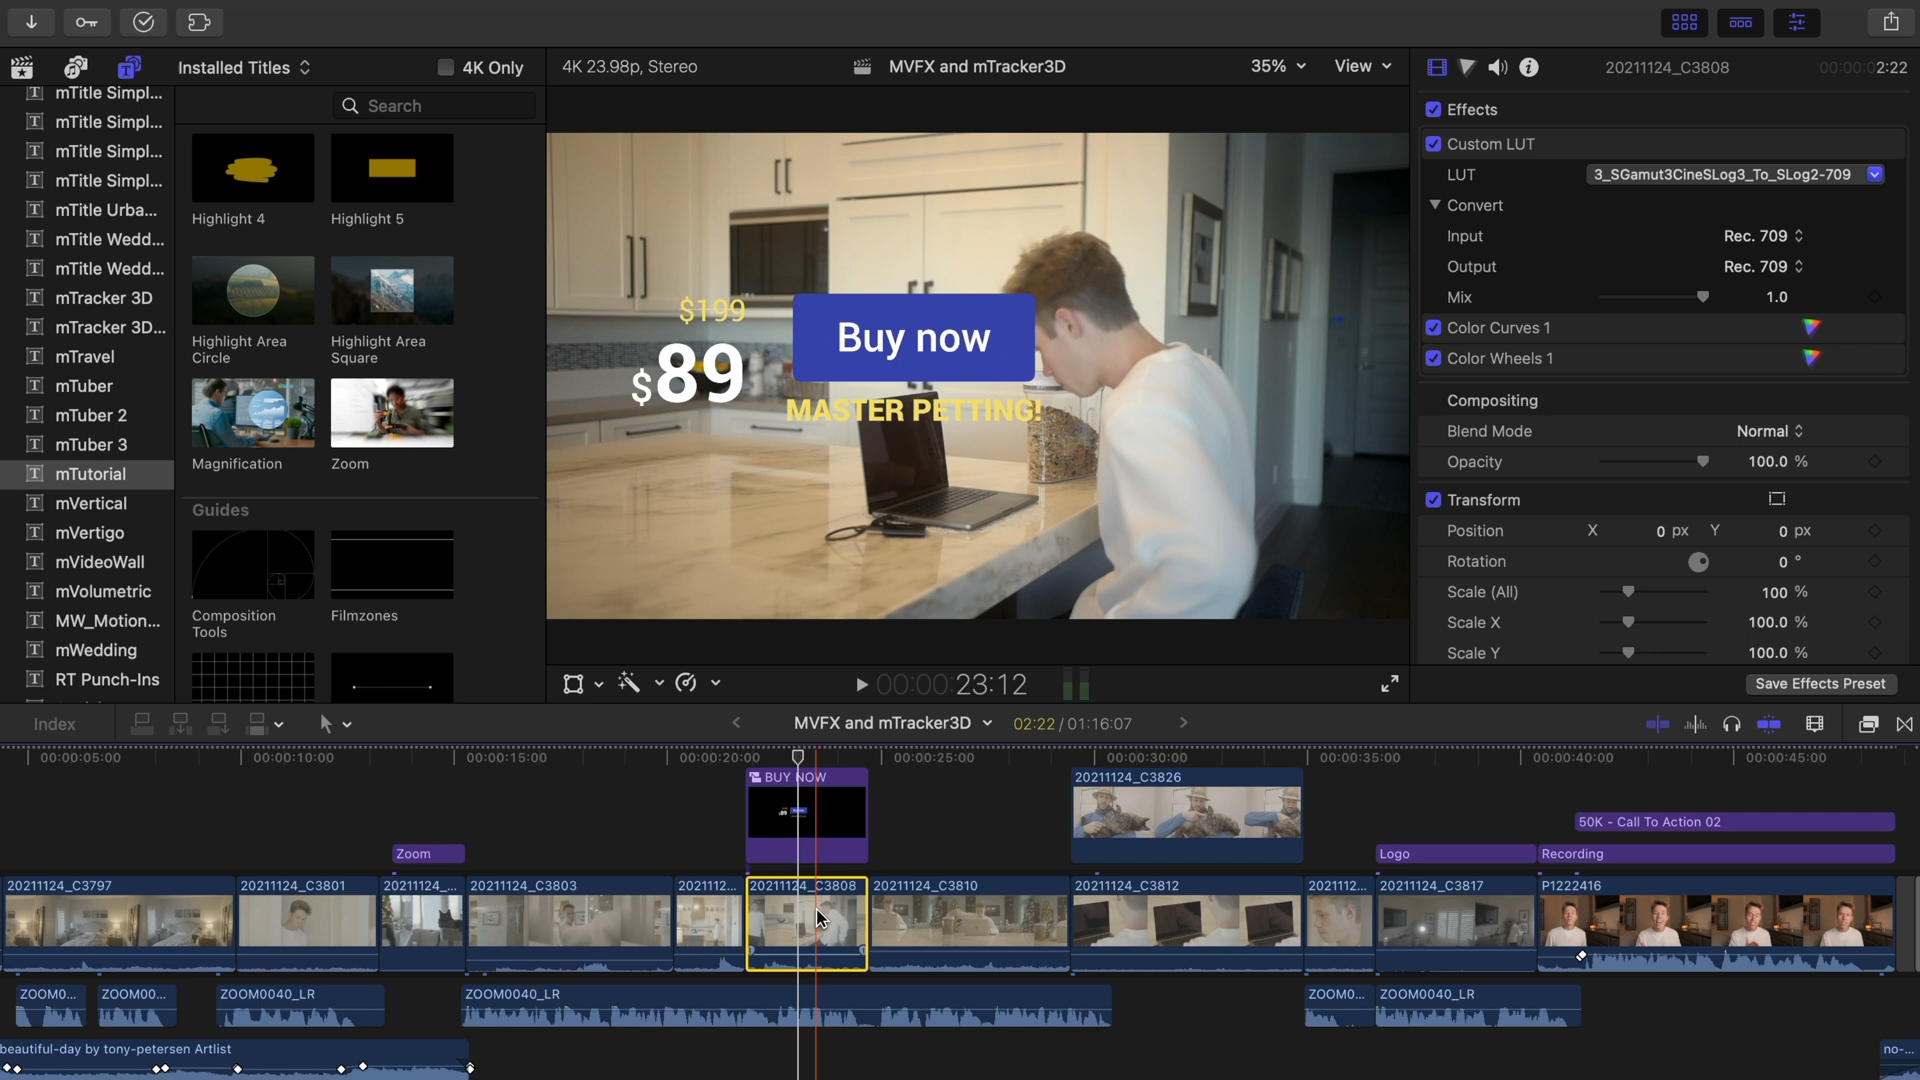 Installed Titles
4K Only
4K 23.98p, Stereo
MVFX and mTracker3D
35%
View
20211124_C3808
00:00:02:22
mTitle Simpl...
mTitle Simpl...
mTitle Simpl...
mTitle Simpl...
mTitle Urba...
mTitle Wedd...
mTitle Wedd...
mTracker 3D
mTracker 3D...
mTravel
mTuber
mTuber 2
mTuber 3
mTutorial
mVertical
mVertigo
mVideoWall
mVolumetric
MW_Motion...
mWedding
RT Punch-Ins
Search
Highlight 4
Highlight 5
Highlight Area
Circle
Highlight Area
Square
Magnification
Zoom
Guides
Composition
Tools
Filmzones
$199
$89
Buy now
MASTER PETTING!
Effects
Custom LUT
LUT
3_SGamut3CineSLog3_To_SLog2-709
Convert
Input
Rec. 709
Output
Rec. 709
Mix
1.0
Color Curves 1
Color Wheels 1
Compositing
Blend Mode
Normal
Opacity
100.0 %
Transform
Position
X 0 px Y 0 px
Rotation
0 °
Scale (All)
100 %
Scale X
100.0 %
Scale Y
100.0 %
00:00:23:12
Save Effects Preset
Index
MVFX and mTracker3D
02:22 / 01:16:07
00:00:05:00
00:00:10:00
00:00:15:00
00:00:20:00
00:00:25:00
00:00:30:00
00:00:35:00
00:00:40:00
00:00:45:00
BUY NOW
20211124_C3826
50K - Call To Action 02
Zoom
Logo
Recording
20211124_C3797
20211124_C3801
20211124_...
20211124_C3803
2021112...
20211124_C3808
20211124_C3810
20211124_C3812
2021112...
20211124_C3817
P1222416
ZOOM0...
ZOOM00...
ZOOM0040_LR
ZOOM0040_LR
ZOOM0...
ZOOM0040_LR
beautiful-day by tony-petersen Artlist
no-...